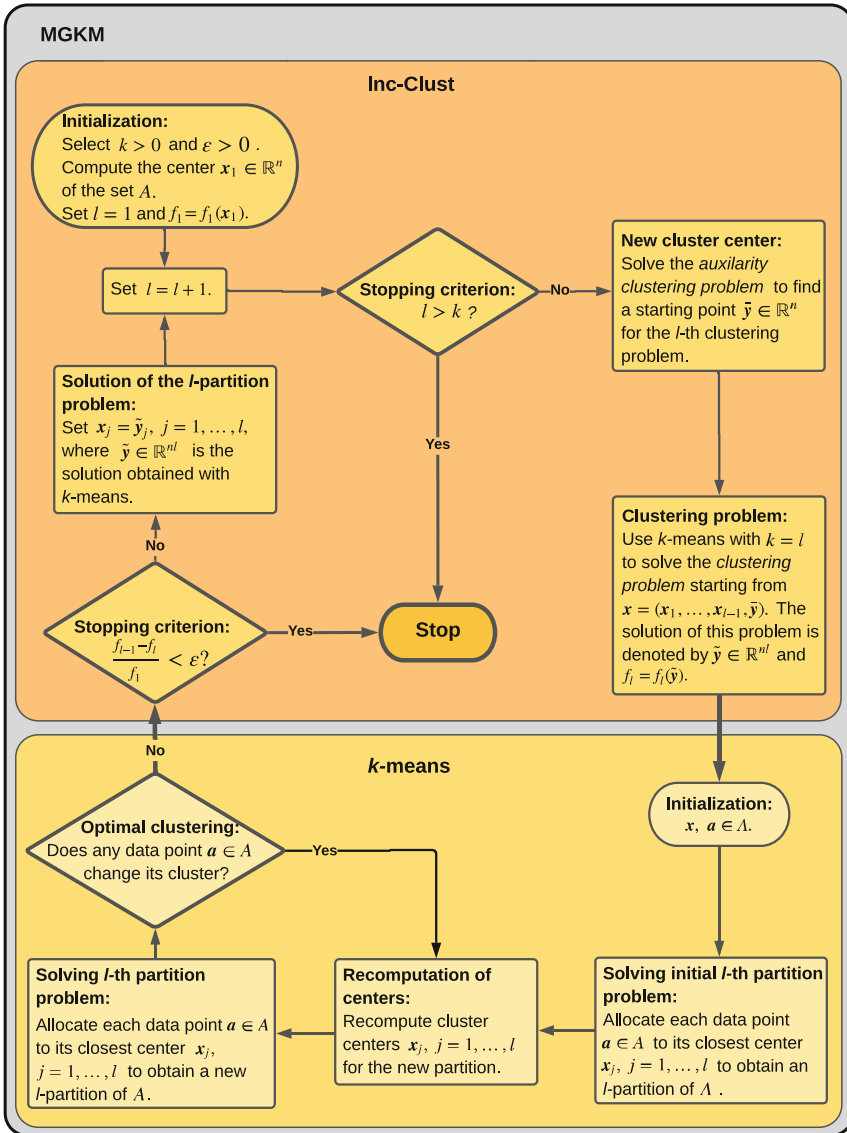 MGKM
Inc-Clust
Initialization:
Select k > 0 and ε > 0 .
Compute the center x₁ ∈ ℝⁿ
of the set A.
Set l = 1 and f₁ = f₁(x₁).
Set l = l + 1.
Stopping criterion:
l > k ?
No
Yes
New cluster center:
Solve the auxilarity
clustering problem to find
a starting point ȳ ∈ ℝⁿ
for the l-th clustering
problem.
Solution of the l-partition
problem:
Set xⱼ = ỹⱼ, j = 1, … , l,
where ỹ ∈ ℝⁿˡ is the
solution obtained with
k-means.
No
Stopping criterion:
(fₗ₋₁−fₗ)/f₁ < ε?
Yes
Stop
Clustering problem:
Use k-means with k = l
to solve the clustering
problem starting from
x = (x₁, … , xₗ₋₁, ȳ). The
solution of this problem is
denoted by ỹ ∈ ℝⁿˡ and
fₗ = fₗ(ỹ).
k-means
No
Initialization:
x, a ∈ Λ.
Optimal clustering:
Does any data point a ∈ A
change its cluster?
Yes
Solving initial l-th partition
problem:
Allocate each data point
a ∈ A to its closest center
xⱼ, j = 1, … , l to obtain an
l-partition of Λ .
Recomputation of
centers:
Recompute cluster
centers xⱼ, j = 1, … , l
for the new partition.
Solving l-th partition
problem:
Allocate each data point a ∈ A
to its closest center xⱼ,
j = 1, … , l to obtain a new
l-partition of A.